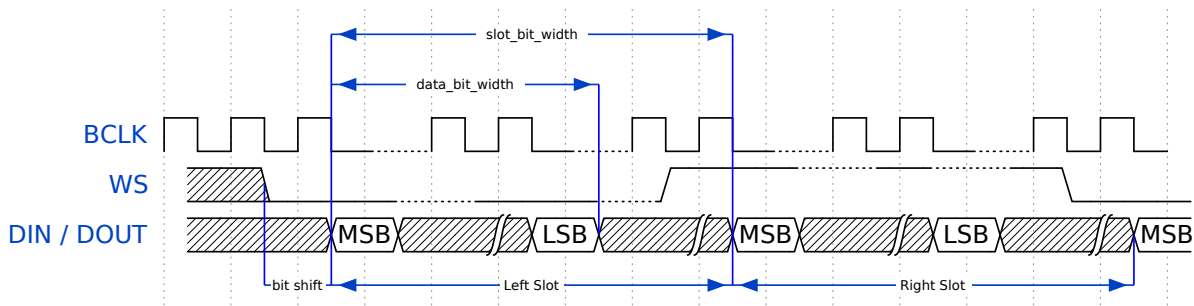 slot_bit_width
data_bit_width
BCLK
WS
DIN / DOUT MSB LSB MSB LSB MSB
bit shift Left Slot Right Slot